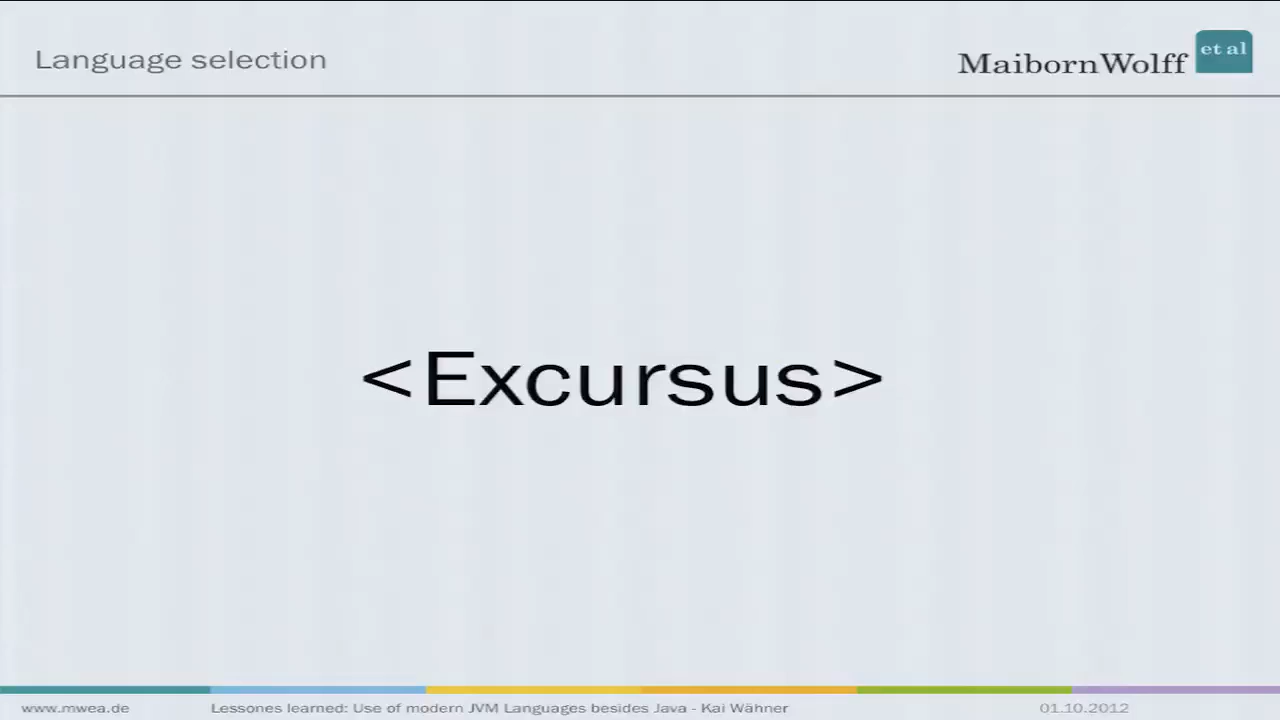 Language selection
MaibornWolff et al
<Excursus>
www.mwea.de
Lessones learned: Use of modern JVM Languages besides Java - Kai Wähner
01.10.2012